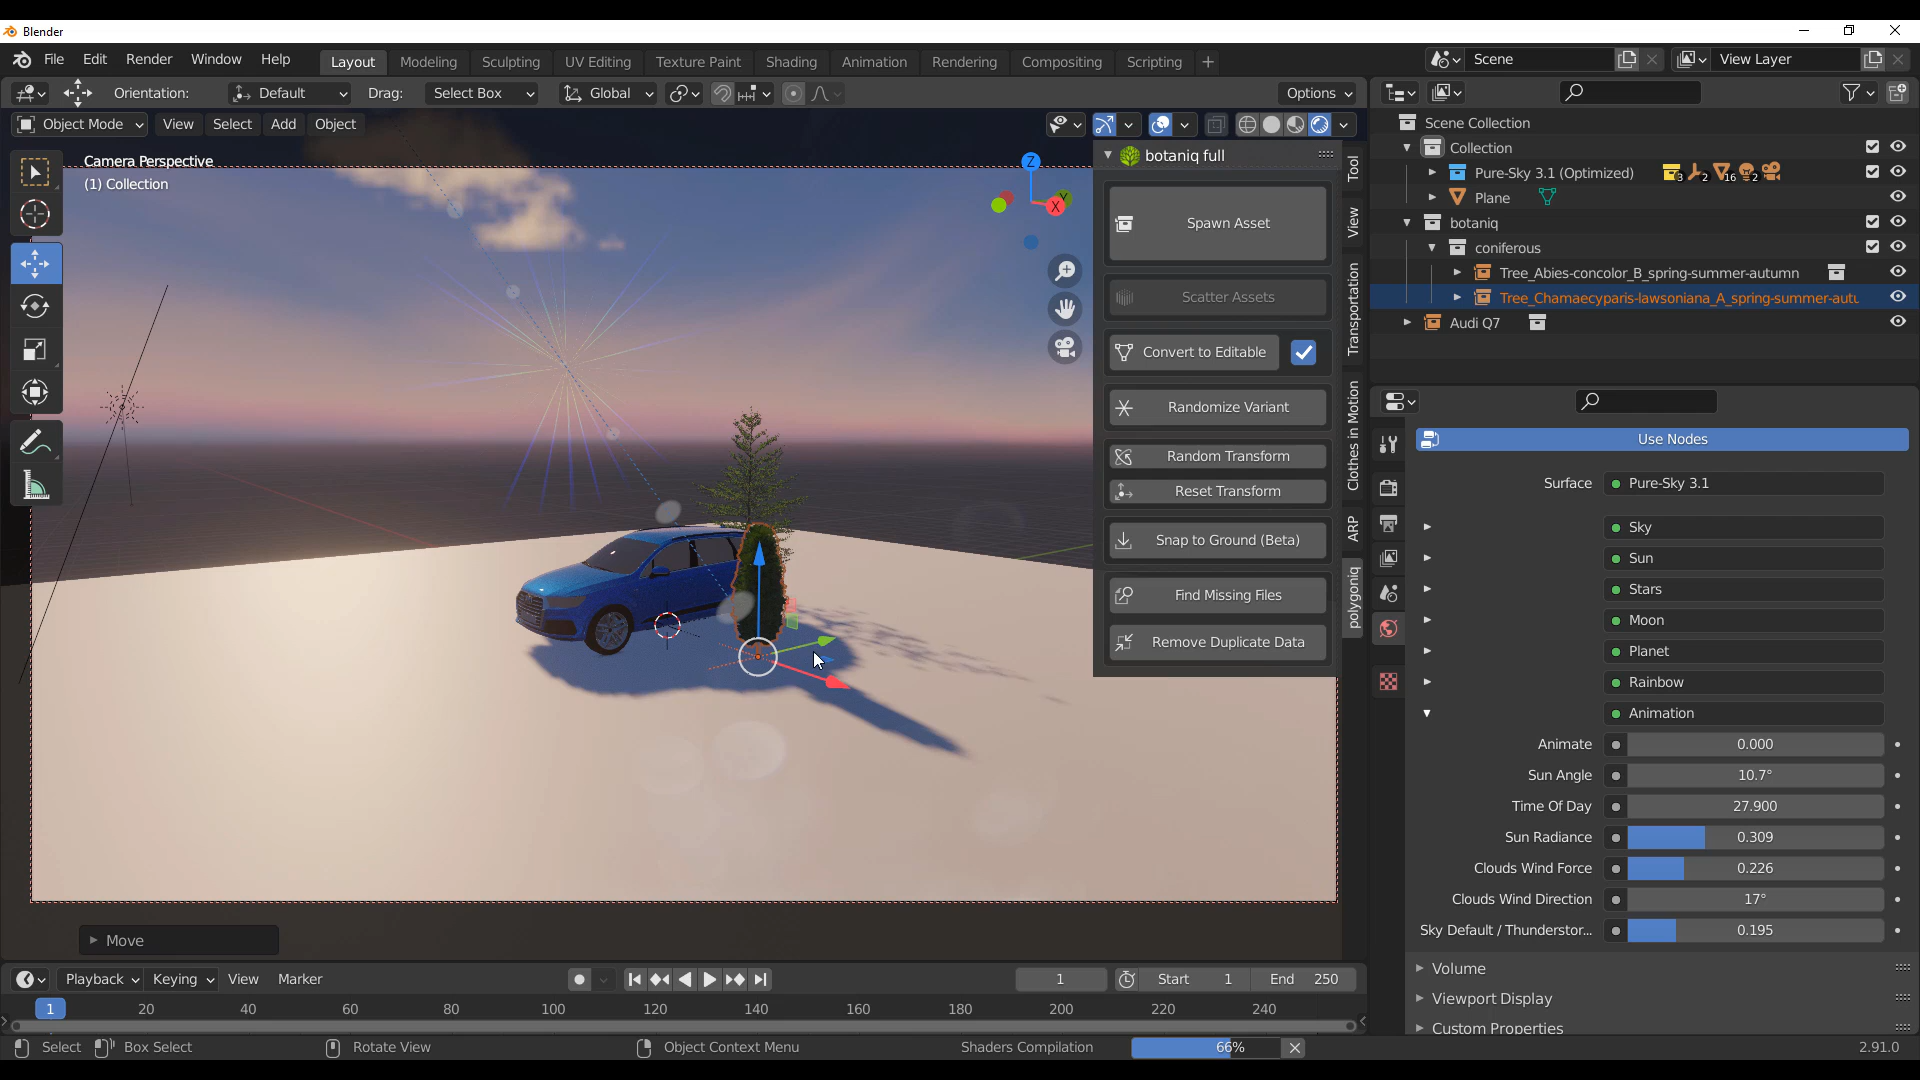 Blender
File Edit Render Window Help Layout Modeling Sculpting UV Editing Texture Paint Shading Animation Rendering Compositing Scripting + Scene View Layer
Orientation: Default Drag: Select Box Global Options
Object Mode View Select Add Object
Camera Perspective
(1) Collection
Z
Y
X
botaniq full
Spawn Asset
Scatter Assets
Convert to Editable
Randomize Variant
Random Transform
Reset Transform
Snap to Ground (Beta)
Find Missing Files
Remove Duplicate Data
Tool
View
Transportation
Clothes in Motion
ARP
polygoniq
Scene Collection
Collection
Pure-Sky 3.1 (Optimized) 3 2 16 2
Plane
botaniq
coniferous
Tree_Abies-concolor_B_spring-summer-autumn
Tree_Chamaecyparis-lawsoniana_A_spring-summer-autu
Audi Q7
Use Nodes
Surface Pure-Sky 3.1
Sky
Sun
Stars
Moon
Planet
Rainbow
Animation
Animate 0.000
Sun Angle 10.7°
Time Of Day 27.900
Sun Radiance 0.309
Clouds Wind Force 0.226
Clouds Wind Direction 17°
Sky Default / Thunderstor... 0.195
Volume
Viewport Display
Custom Properties
Move
Playback Keying View Marker 1 Start 1 End 250
1 20 40 60 80 100 120 140 160 180 200 220 240
Select Box Select Rotate View Object Context Menu Shaders Compilation 66% 2.91.0